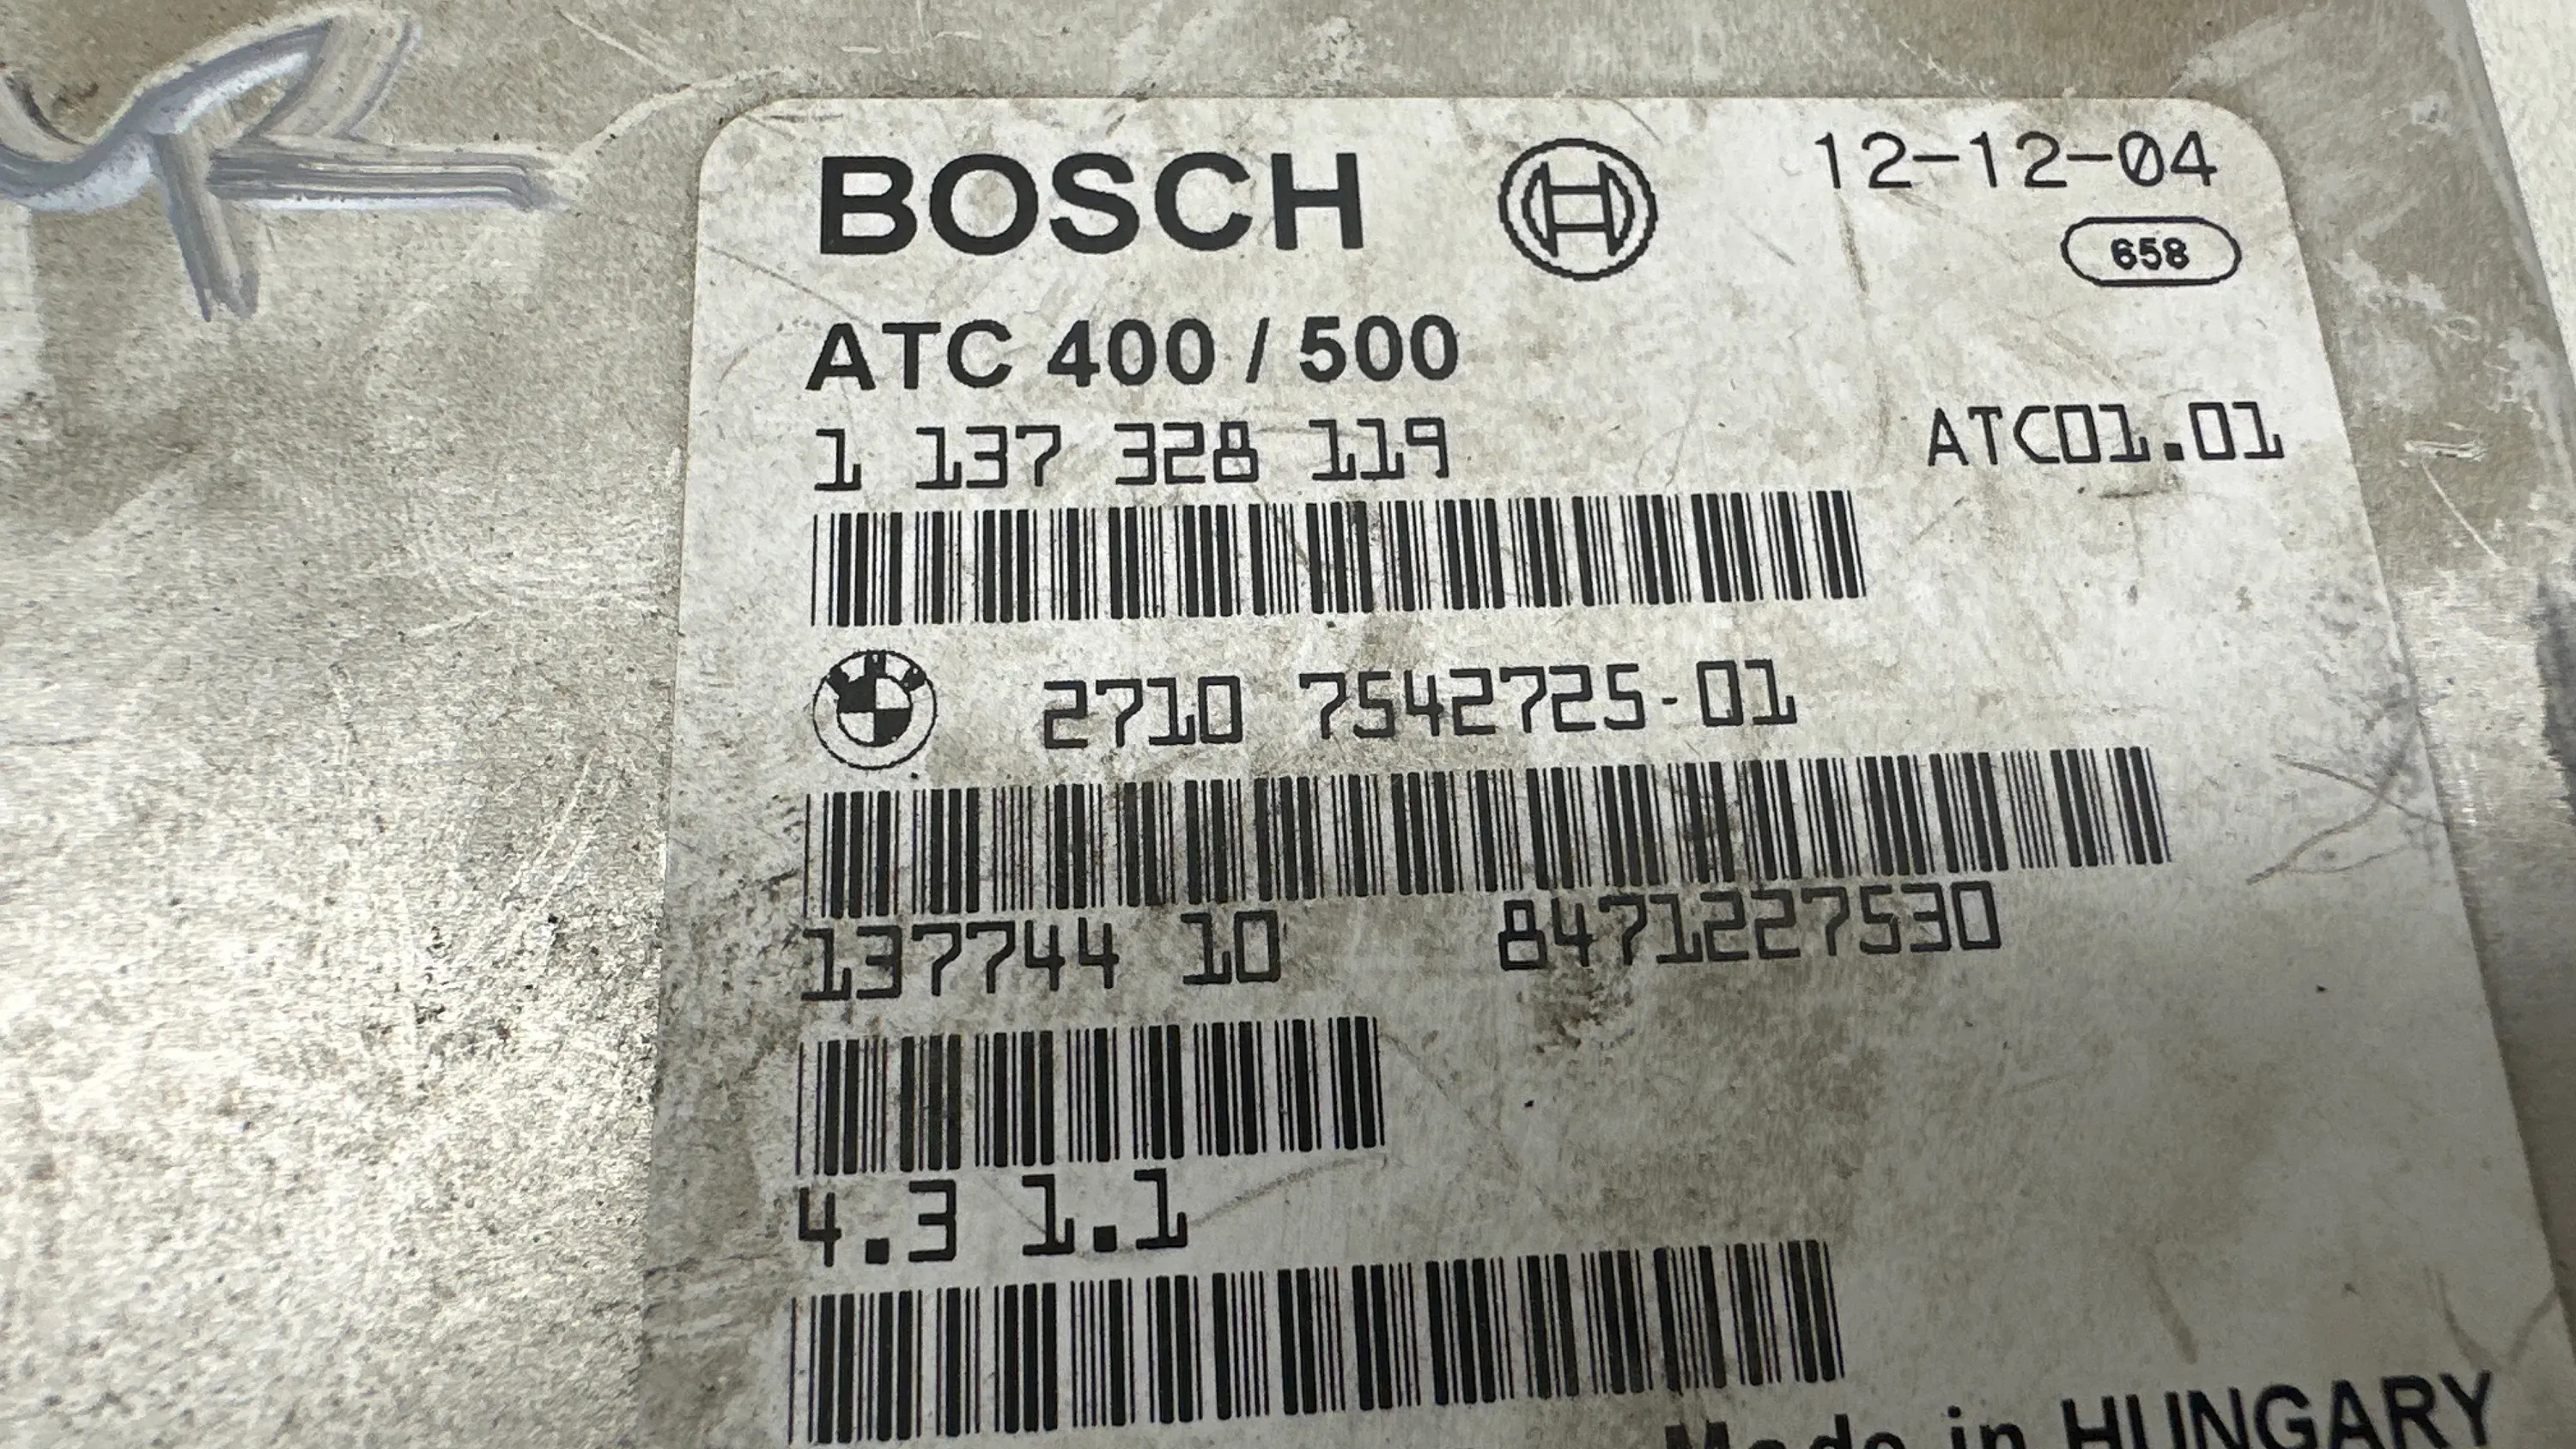 BOSCH 12-12-04
658
ATC 400 / 500
1 137 328 119 ATC01.01
2710 7542725-01
137744 10 8471227530
4.3 1.1
Made in HUNGARY